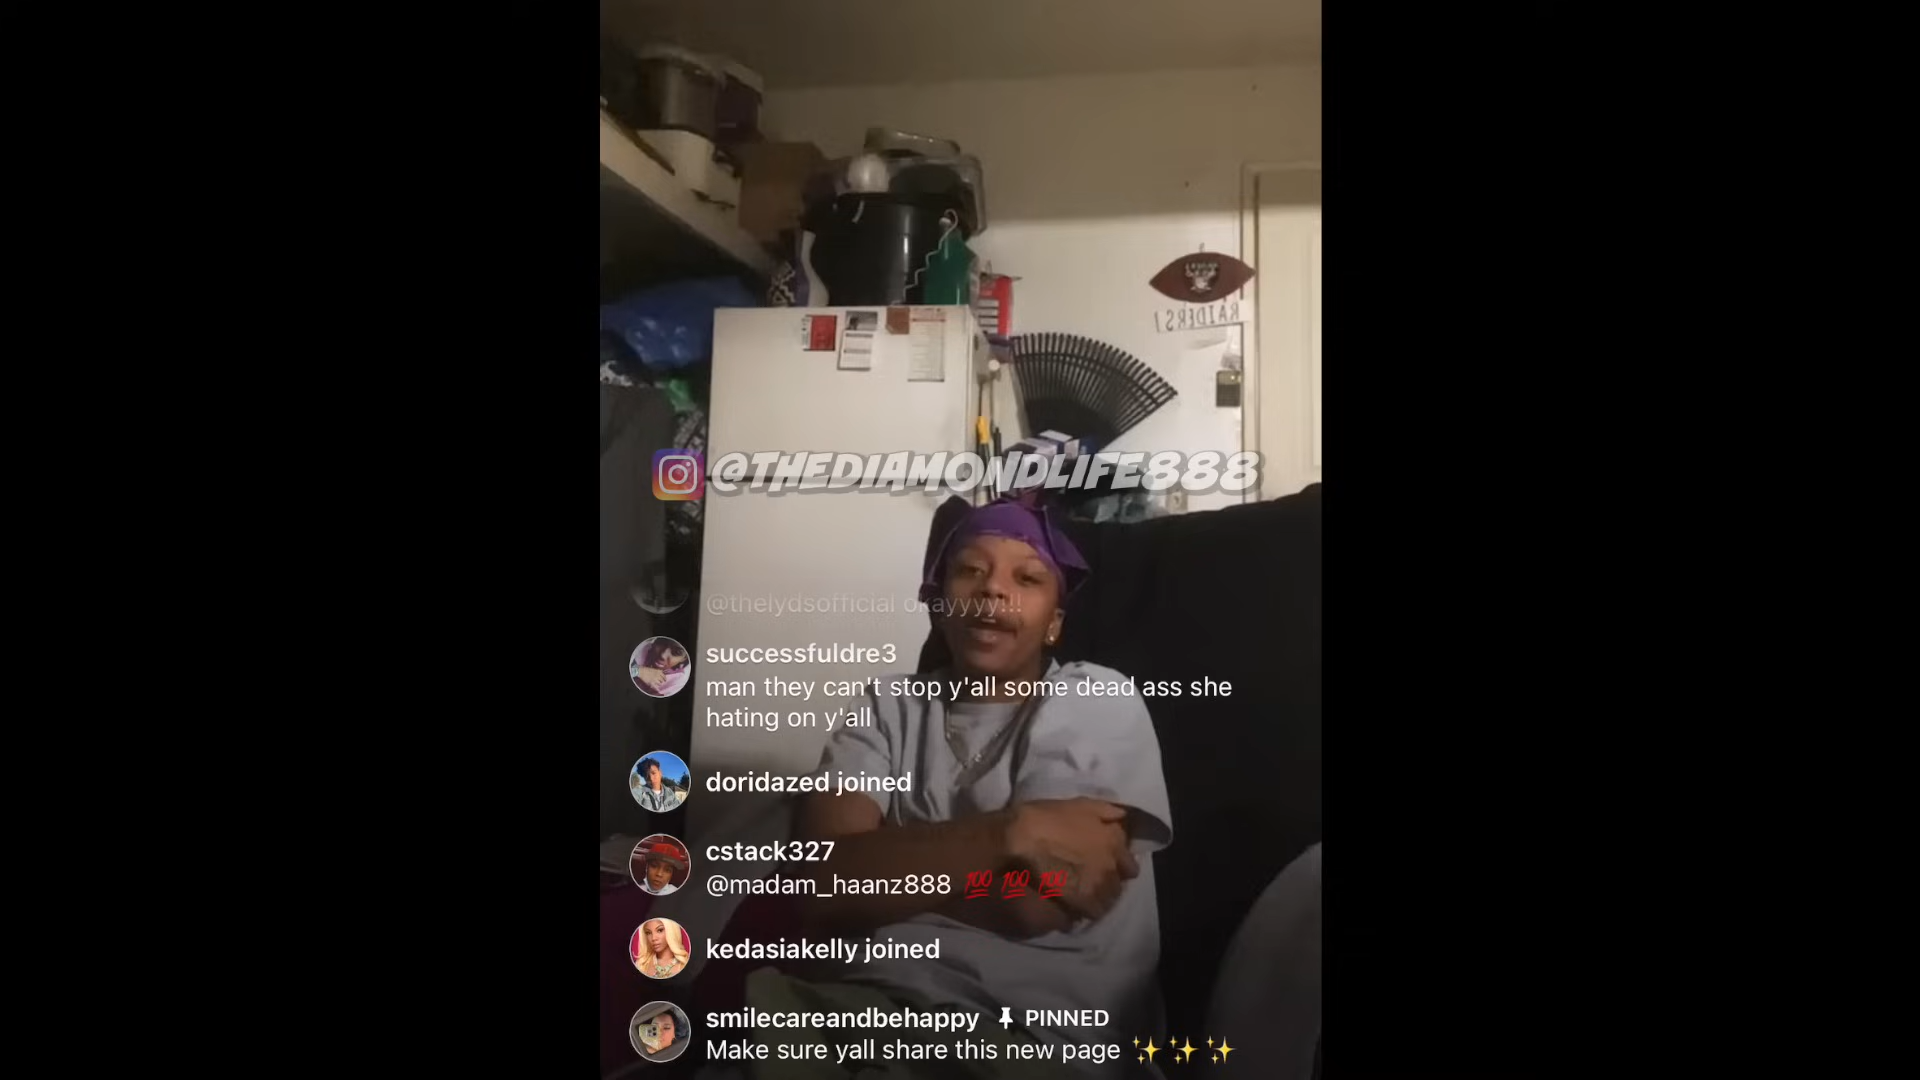 RAIDERS!
@THEDIAMONDLIFE888
@thelydsofficial okayyyy!!!
successfuldre3
man they can't stop y'all some dead ass she
hating on y'all
doridazed joined
cstack327
@madam_haanz888 💯 💯 💯
kedasiakelly joined
smilecareandbehappy PINNED
Make sure yall share this new page ✨ ✨ ✨